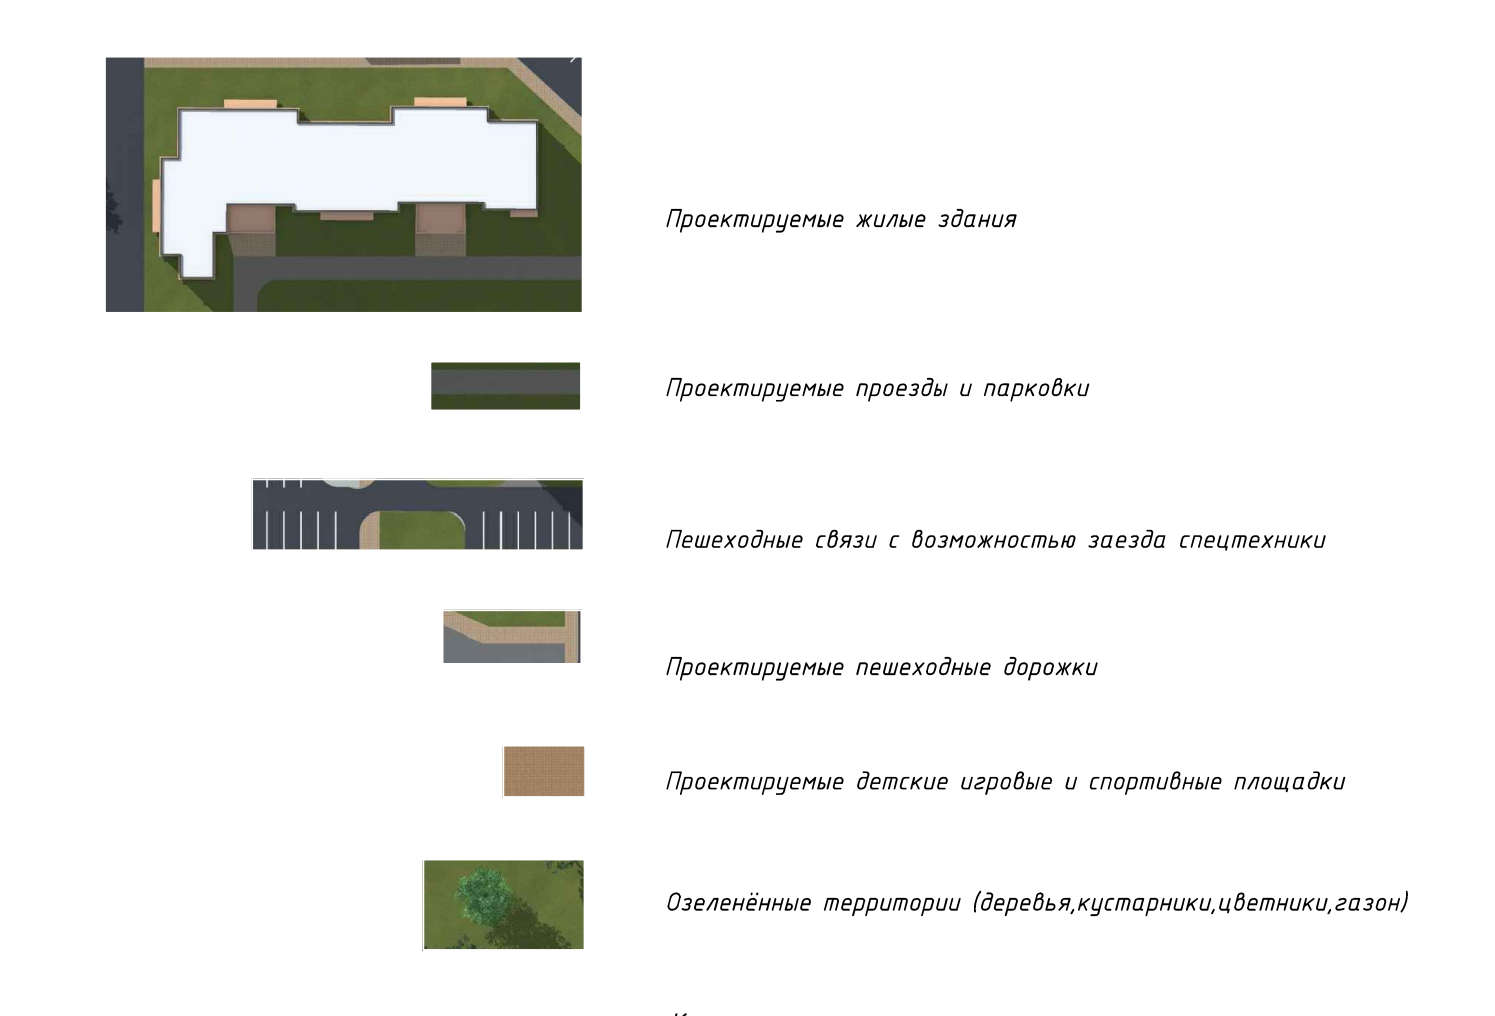 Проектируемые жилые здания
Проектируемые проезды и парковки
Пешеходные связи с возможностью заезда спецтехники
Проектируемые пешеходные дорожки
Проектируемые детские игровые и спортивные площадки
Озеленённые территории (деревья,кустарники,цветники,газон)